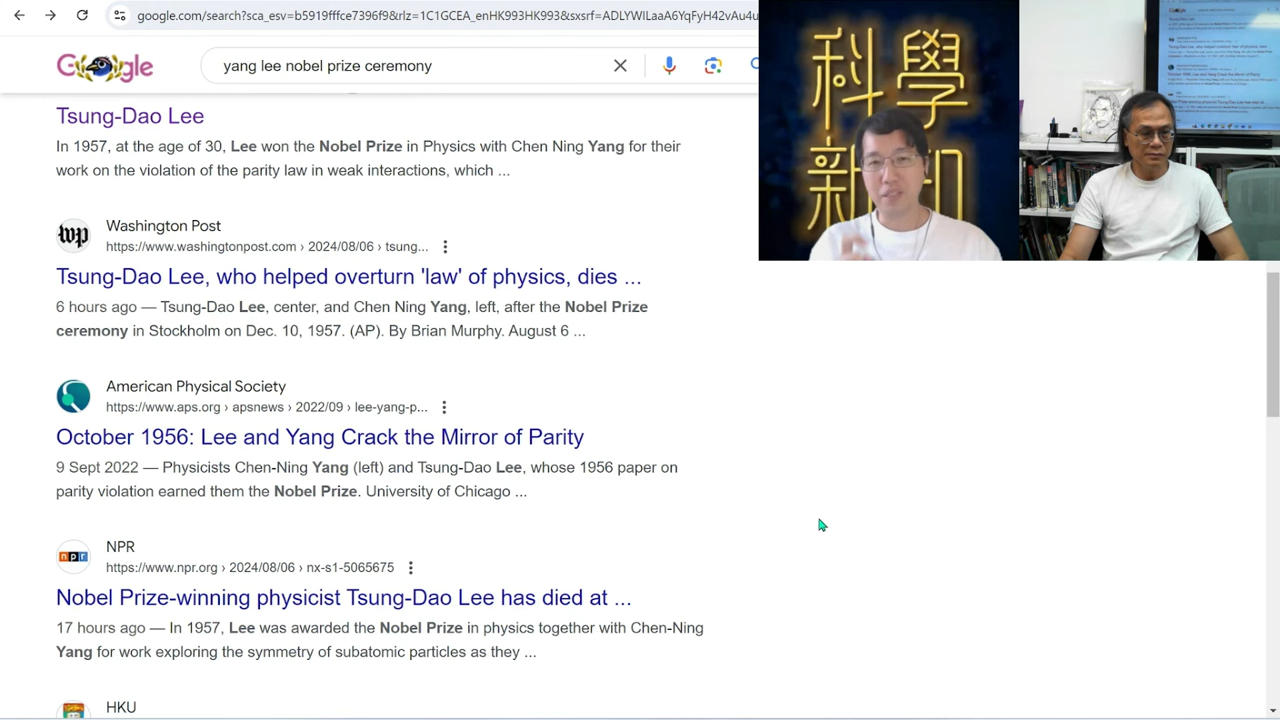 google.com/search?sca_esv=b59
Google
ng lee nobel prize
Tsung-Dao Lee
In 1957, at the age of 30, Lee won the Nobel Prize in Physics with Chen Ning Yang for their
work on the violation of the parity law in weak interactions, which ...
wp
Washington Post
https://www.washingtonpost.com › 2024/08/06 › tsung...
Tsung-Dao Lee, who helped overturn 'law' of physics, dies ...
6 hours ago — Tsung-Dao Lee, center, and Chen Ning Yang, left, after the Nobel Prize
ceremony in Stockholm on Dec. 10, 1957. (AP). By Brian Murphy. August 6 ...
American Physical Society
https://www.aps.org › apsnews › 2022/09 › lee-yang-p...
October 1956: Lee and Yang Crack the Mirror of Parity
9 Sept 2022 — Physicists Chen-Ning Yang (left) and Tsung-Dao Lee, whose 1956 paper on
parity violation earned them the Nobel Prize. University of Chicago ...
npr
NPR
https://www.npr.org › 2024/08/06 › nx-s1-5065675
Nobel Prize-winning physicist Tsung-Dao Lee has died at ...
17 hours ago — In 1957, Lee was awarded the Nobel Prize in physics together with Chen-Ning
Yang for work exploring the symmetry of subatomic particles as they ...
HKU
科學
新